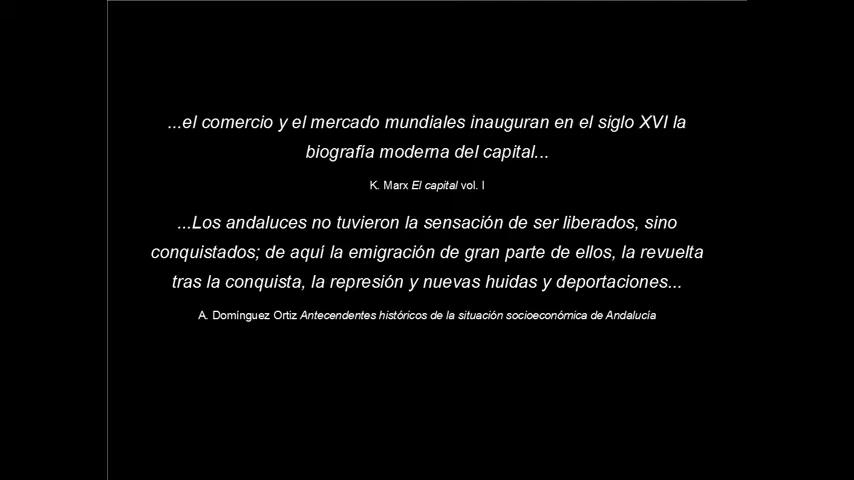 ...el comercio y el mercado mundiales inauguran en el siglo XVI la
biografía moderna del capital...
K. Marx El capital vol. I
...Los andaluces no tuvieron la sensación de ser liberados, sino
conquistados; de aquí la emigración de gran parte de ellos, la revuelta
tras la conquista, la represión y nuevas huidas y deportaciones...
A. Domínguez Ortiz Antecendentes históricos de la situación socioeconómica de Andalucía